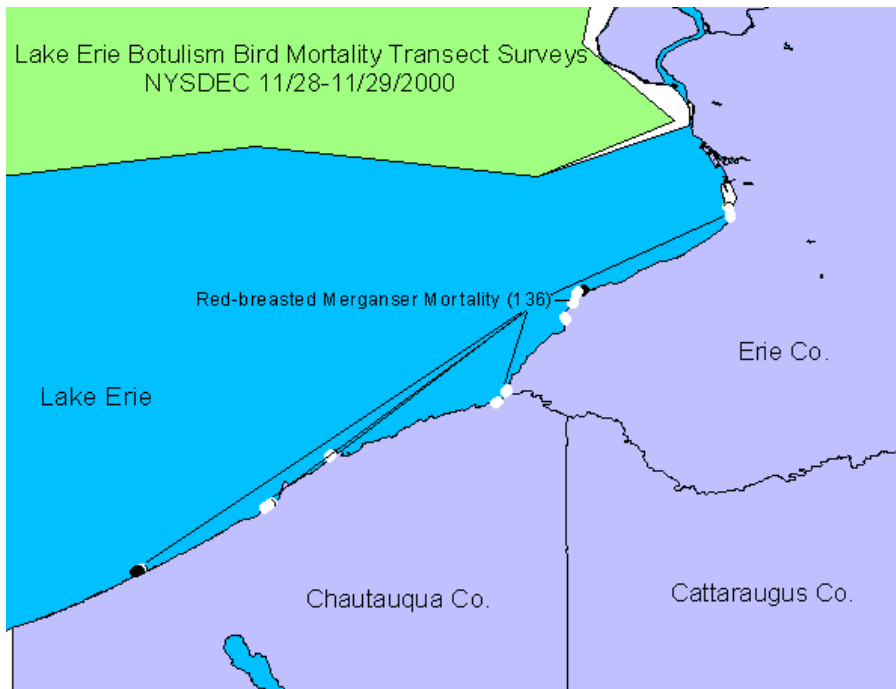 Lake Erie Botulism Bird Mortality Transect Surveys
NYSDEC 11/28-11/29/2000
Red-breasted Merganser Mortality (136)
Erie Co.
Lake Erie
Chautauqua Co.
Cattaraugus Co.